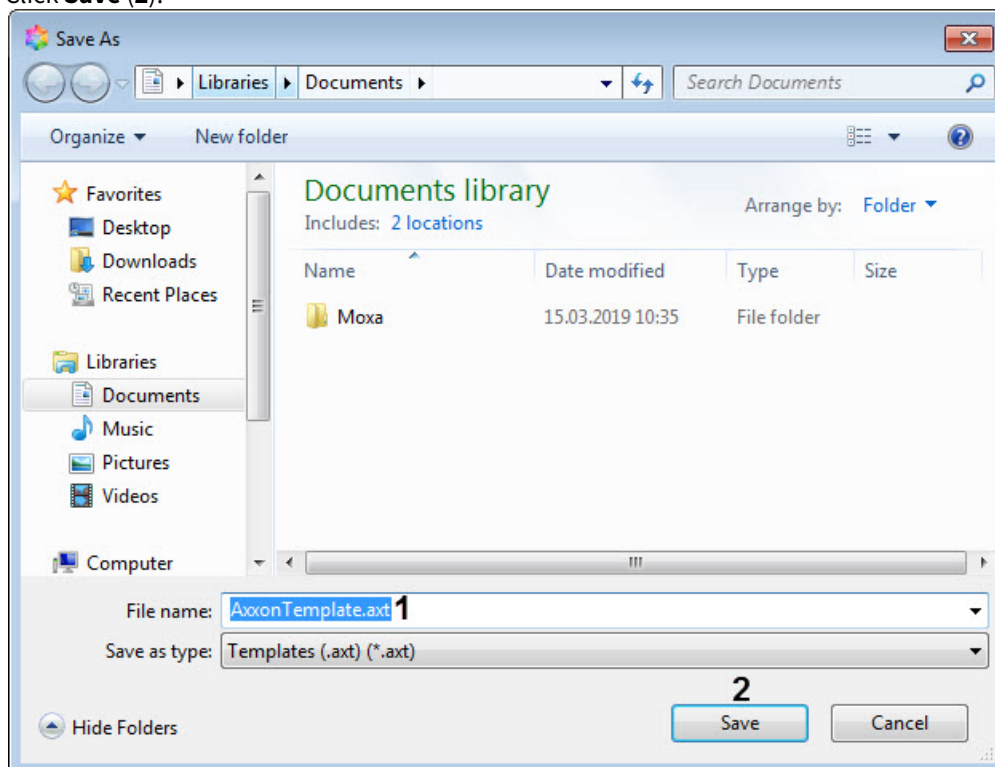 Click Save (2).
Save As
Libraries Documents Search Documents
Organize New folder
Favorites
Desktop
Downloads
Recent Places
Libraries
Documents
Music
Pictures
Videos
Computer
Documents library
Includes: 2 locations
Arrange by: Folder
Name Date modified Type Size
Moxa 15.03.2019 10:35 File folder
File name: AxxonTemplate.axt 1
Save as type: Templates (.axt) (*.axt)
2
Hide Folders Save Cancel